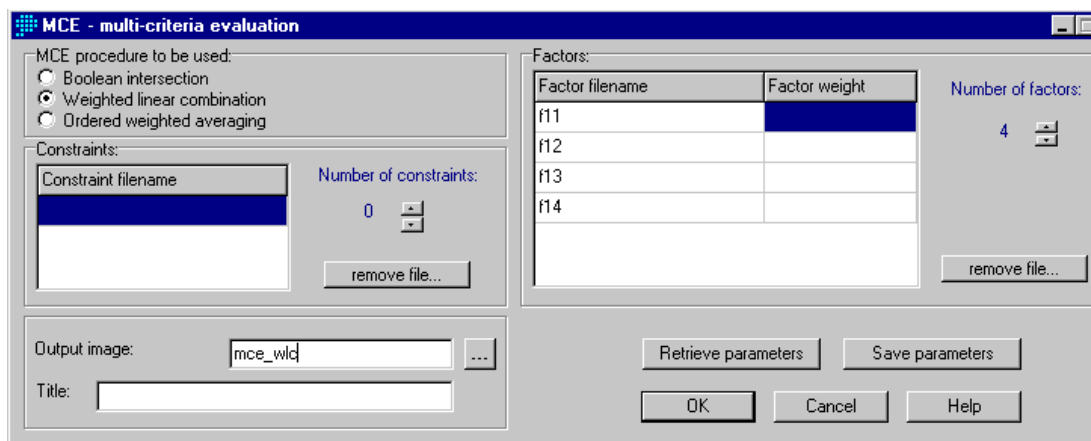 MCE - multi-criteria evaluation
MCE procedure to be used:
Boolean intersection
Weighted linear combination
Ordered weighted averaging
Constraints:
Constraint filename
Number of constraints:
0
remove file...
Output image:
mce_wlc
...
Title:
Factors:
Factor filename Factor weight
f11
f12
f13
f14
Number of factors:
4
remove file...
Retrieve parameters
Save parameters
OK
Cancel
Help